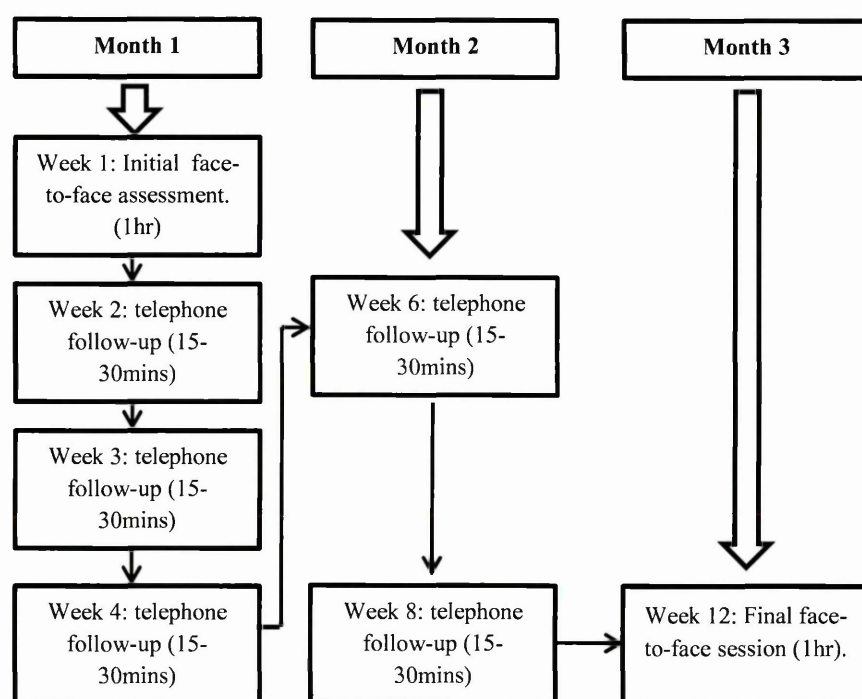 Month 1
Month 2
Month 3
Week 1: Initial face-
to-face assessment.
(1hr)
Week 2: telephone
follow-up (15-
30mins)
Week 3: telephone
follow-up (15-
30mins)
Week 4: telephone
follow-up (15-
30mins)
Week 6: telephone
follow-up (15-
30mins)
Week 8: telephone
follow-up (15-
30mins)
Week 12: Final face-
to-face session (1hr).